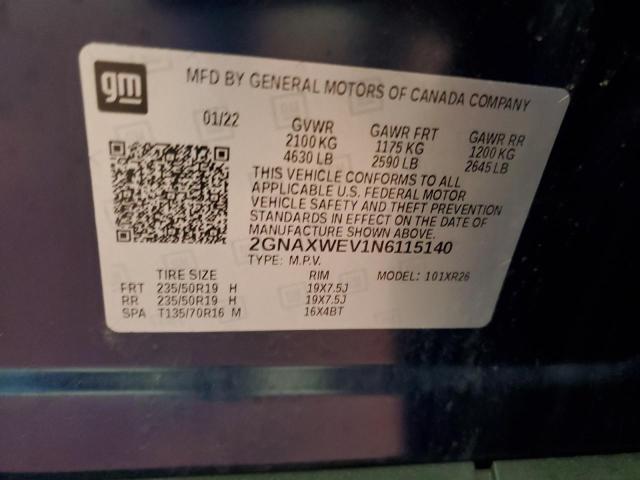 gm
MFD BY GENERAL MOTORS OF CANADA COMPANY
01/22 GVWR GAWR FRT GAWR RR
2100 KG 1175 KG 1200 KG
4630 LB 2590 LB 2645 LB
THIS VEHICLE CONFORMS TO ALL
APPLICABLE U.S. FEDERAL MOTOR
VEHICLE SAFETY AND THEFT PREVENTION
STANDARDS IN EFFECT ON THE DATE OF
MANUFACTURE SHOWN ABOVE.
2GNAXWEV1N6115140
TYPE: M.P.V. MODEL: 101XR26
TIRE SIZE RIM
FRT 235/50R19 H 19X7.5J
RR 235/50R19 H 19X7.5J
SPA T135/70R16 M 16X4BT